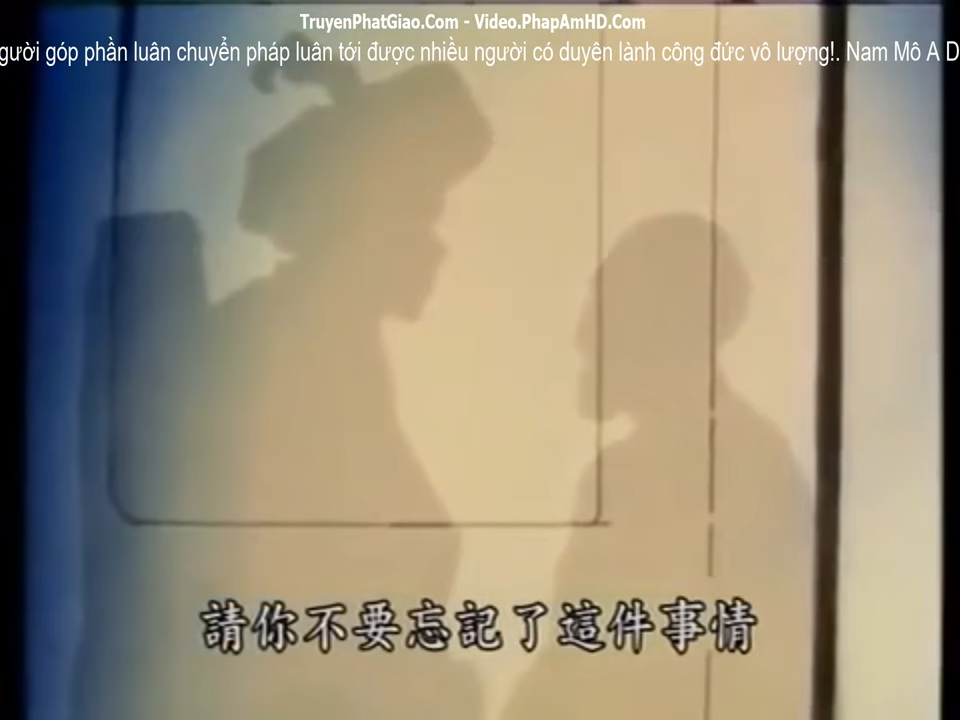 TruyenPhatGiao.Com - Video.PhapAmHD.Com
gười góp phần luân chuyển pháp luân tới được nhiều người có duyên lành công đức vô lượng!. Nam Mô A D
請你不要忘記了這件事情